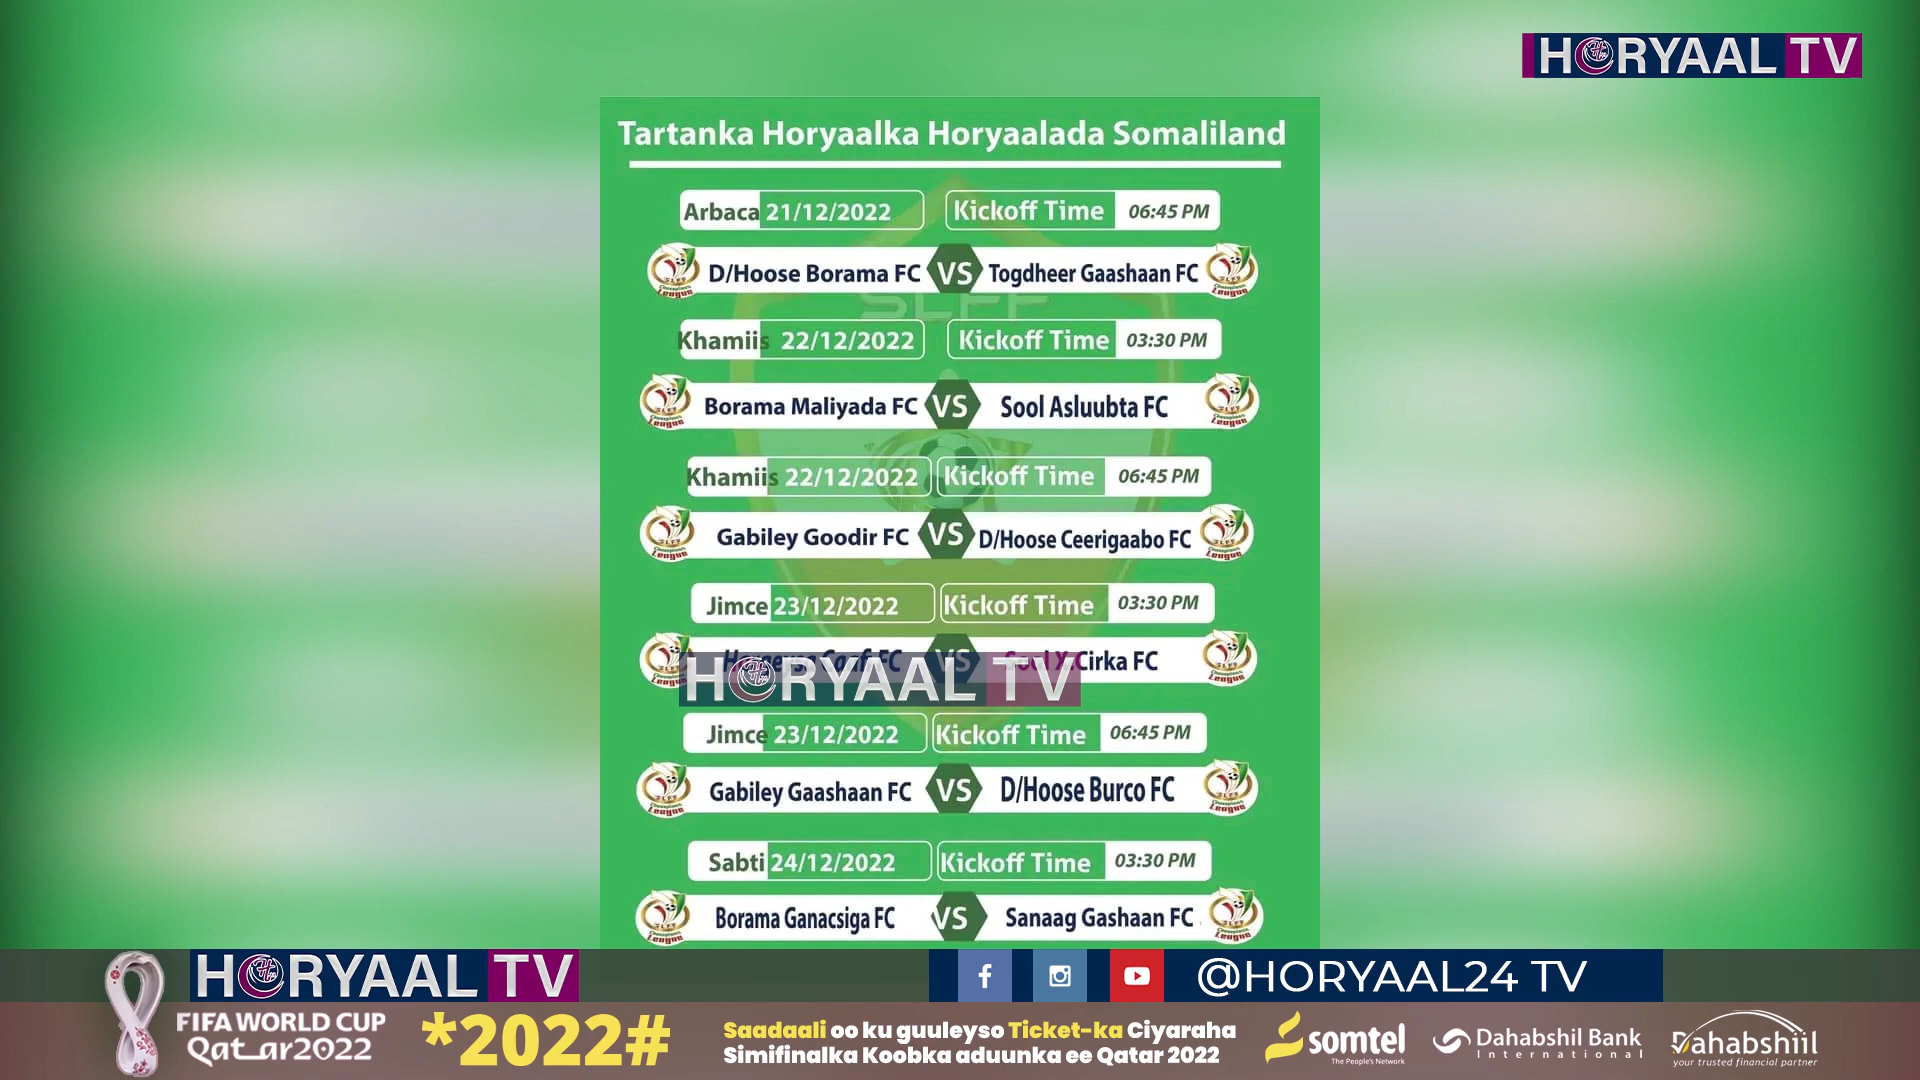 HORYAAL TV
Tartanka Horyaalka Horyaalada Somaliland
Arbaca 21/12/2022 Kickoff Time 06:45 PM
D/Hoose Borama FC VS Togdheer Gaashaan FC
SLFF
Khamiis 22/12/2022 Kickoff Time 03:30 PM
Borama Maliyada FC VS Sool Asluubta FC
Khamiis 22/12/2022 Kickoff Time 06:45 PM
Gabiley Goodir FC VS D/Hoose Ceerigaabo FC
Jimce 23/12/2022 Kickoff Time 03:30 PM
Hargeysa Caafi FC VS Sool X.Cirka FC
HORYAAL TV
Jimce 23/12/2022 Kickoff Time 06:45 PM
Gabiley Gaashaan FC VS D/Hoose Burco FC
Sabti 24/12/2022 Kickoff Time 03:30 PM
Borama Ganacsiga FC VS Sanaag Gashaan FC
HORYAAL TV @HORYAAL24 TV
FIFA WORLD CUP
Qatar2022
*2022#
Saadaali oo ku guuleyso Ticket-ka Ciyaraha
Simifinalka Koobka aduunka ee Qatar 2022
somtel
The People's Network
Dahabshil Bank
International
Dahabshiil
your trusted financial partner